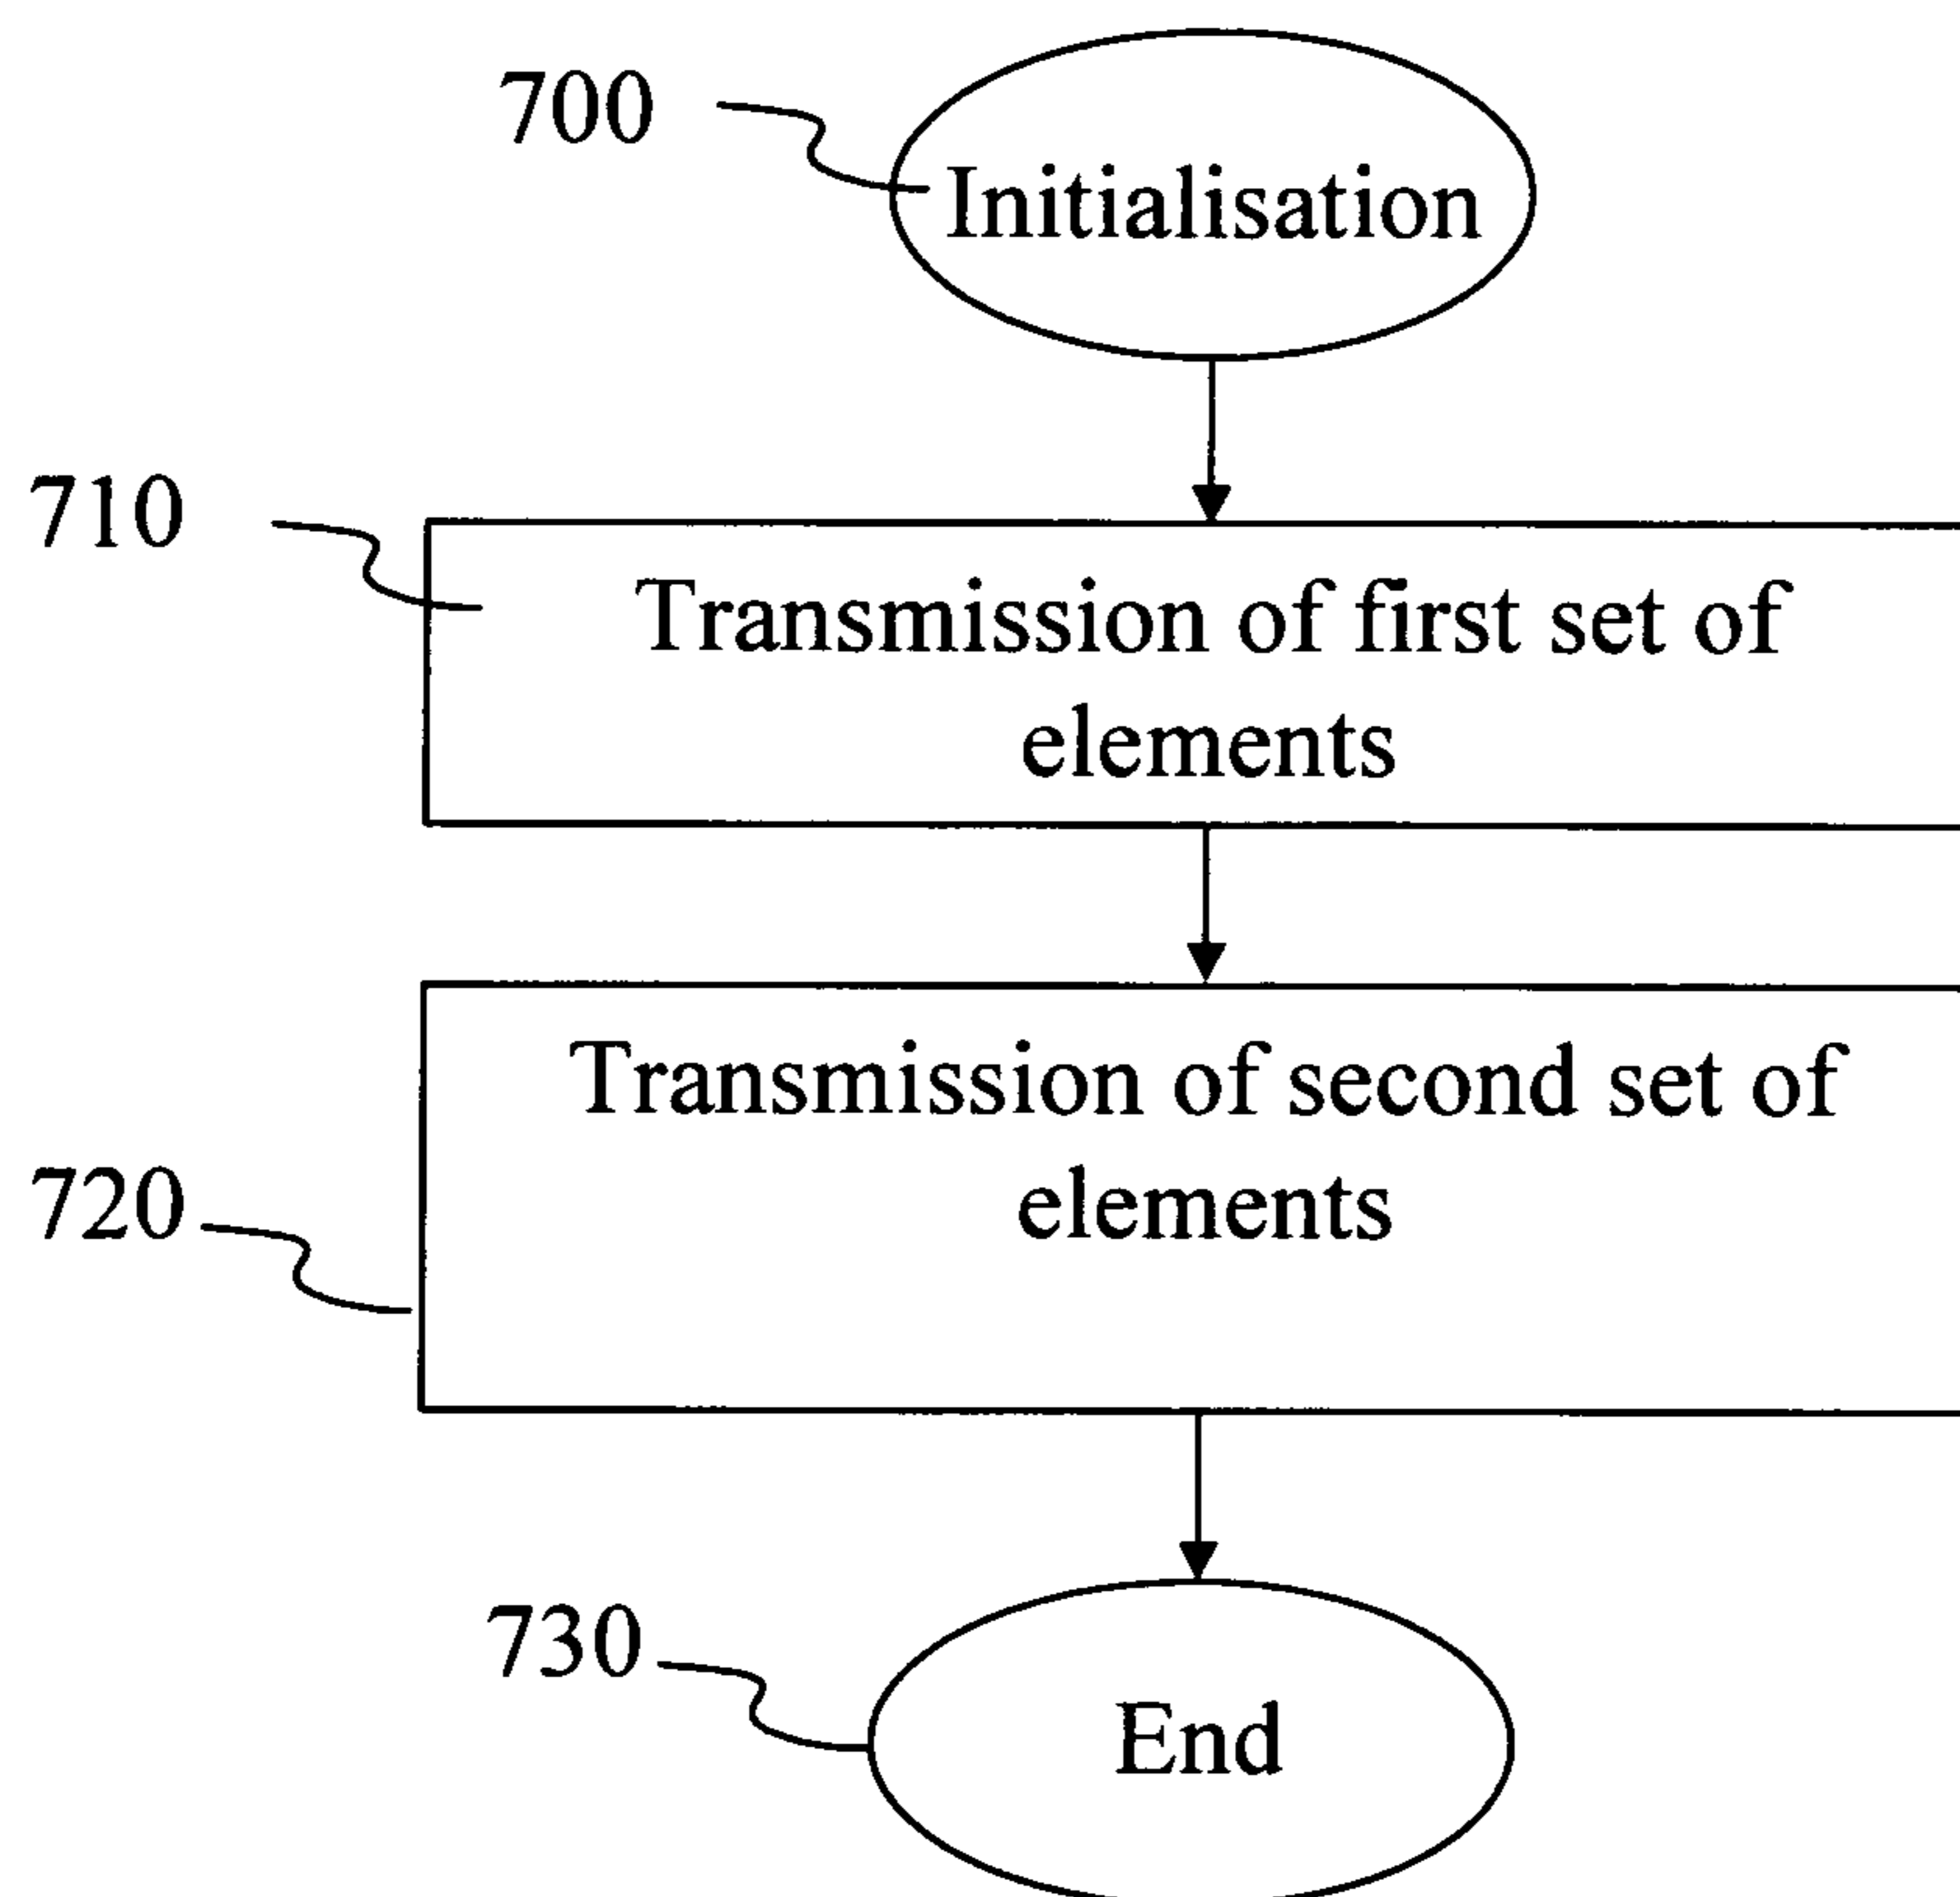 700
Initialisation
710
Transmission of first set of
elements
Transmission of second set of
elements
720
730
End